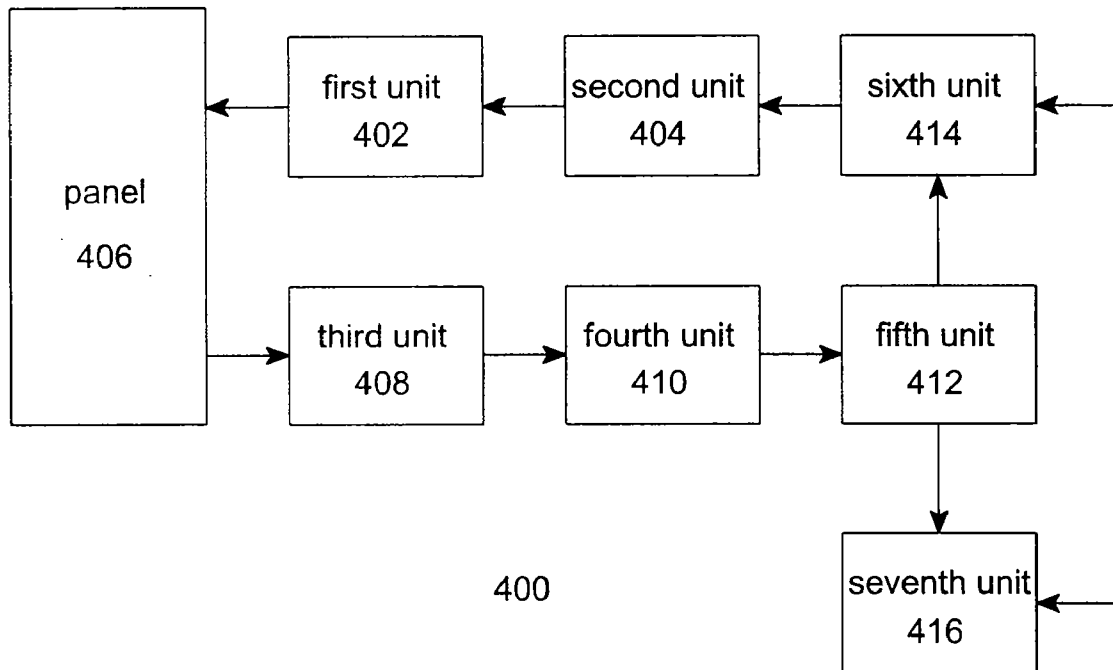 panel
406
first unit
402
second unit
404
sixth unit
414
third unit
408
fourth unit
410
fifth unit
412
400
seventh unit
416